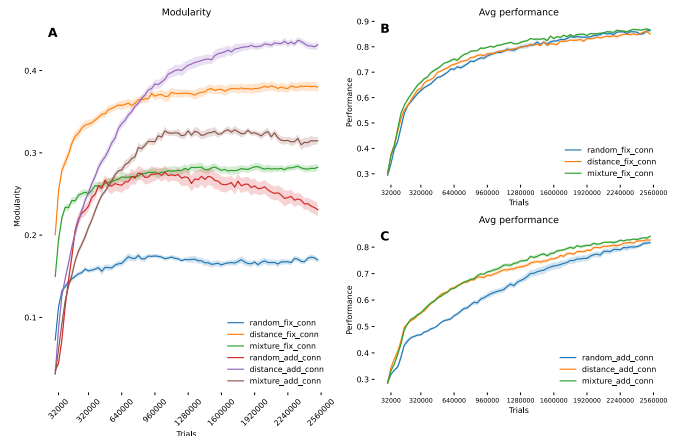 Modularity
A
0.4
0.3
0.2
0.1
Modularity
random_fix_conn
distance_fix_conn
mixture_fix_conn
random_add_conn
distance_add_conn
mixture_add_conn
32000 320000 640000 960000 1280000 1600000 1920000 2240000 2560000
Trials
Avg performance
B
0.9
0.8
0.7
0.6
0.5
0.4
0.3
Performance
random_fix_conn
distance_fix_conn
mixture_fix_conn
32000 320000 640000 960000 1280000 1600000 1920000 2240000 2560000
Trials
Avg performance
C
0.8
0.7
0.6
0.5
0.4
0.3
Performance
random_add_conn
distance_add_conn
mixture_add_conn
32000 320000 640000 960000 1280000 1600000 1920000 2240000 2560000
Trials